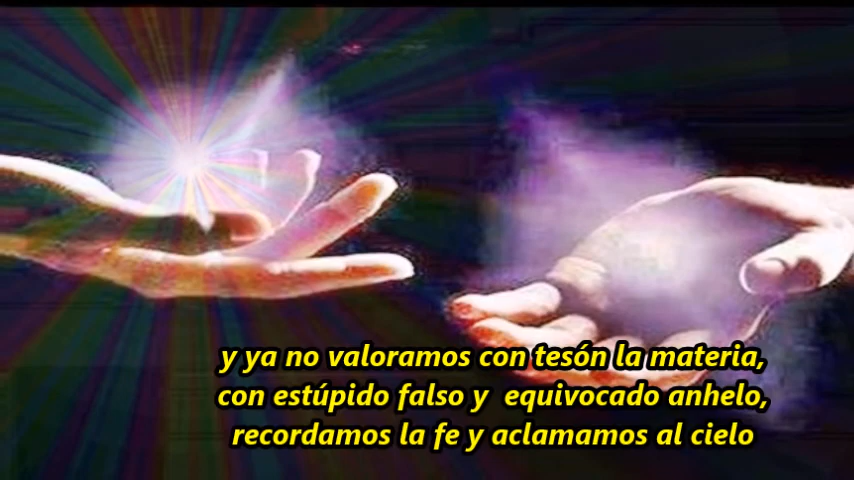 y ya no valoramos con tesón la materia,
con estúpido falso y equivocado anhelo,
recordamos la fe y aclamamos al cielo